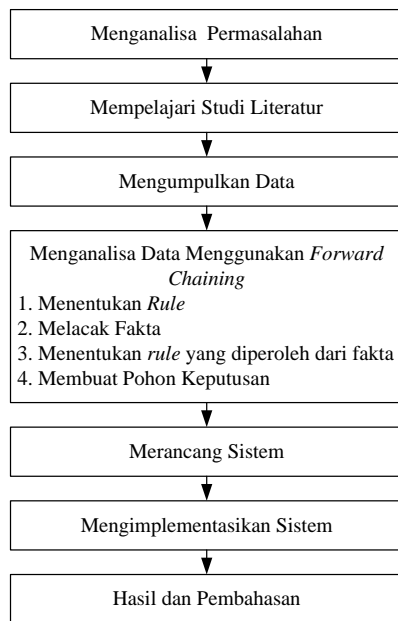 Menganalisa Permasalahan
Mempelajari Studi Literatur
Mengumpulkan Data
Menganalisa Data Menggunakan Forward
Chaining
1. Menentukan Rule
2. Melacak Fakta
3. Menentukan rule yang diperoleh dari fakta
4. Membuat Pohon Keputusan
Merancang Sistem
Mengimplementasikan Sistem
Hasil dan Pembahasan